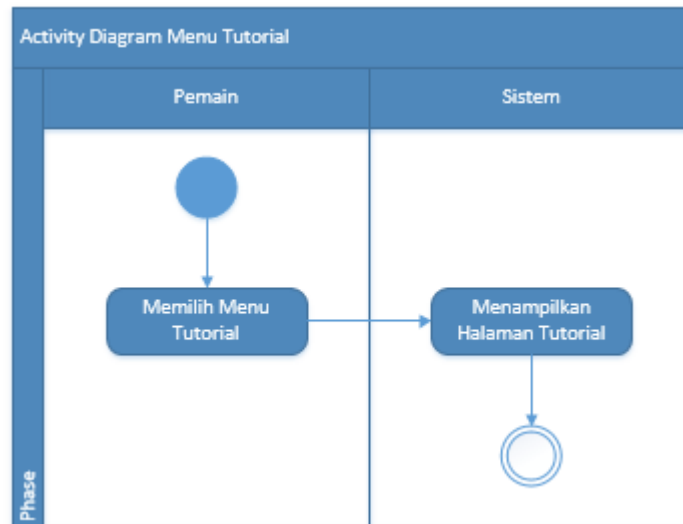 Activity Diagram Menu Tutorial
Pemain
Sistem
Memilih Menu
Tutorial
Menampilkan
Halaman Tutorial
Phase